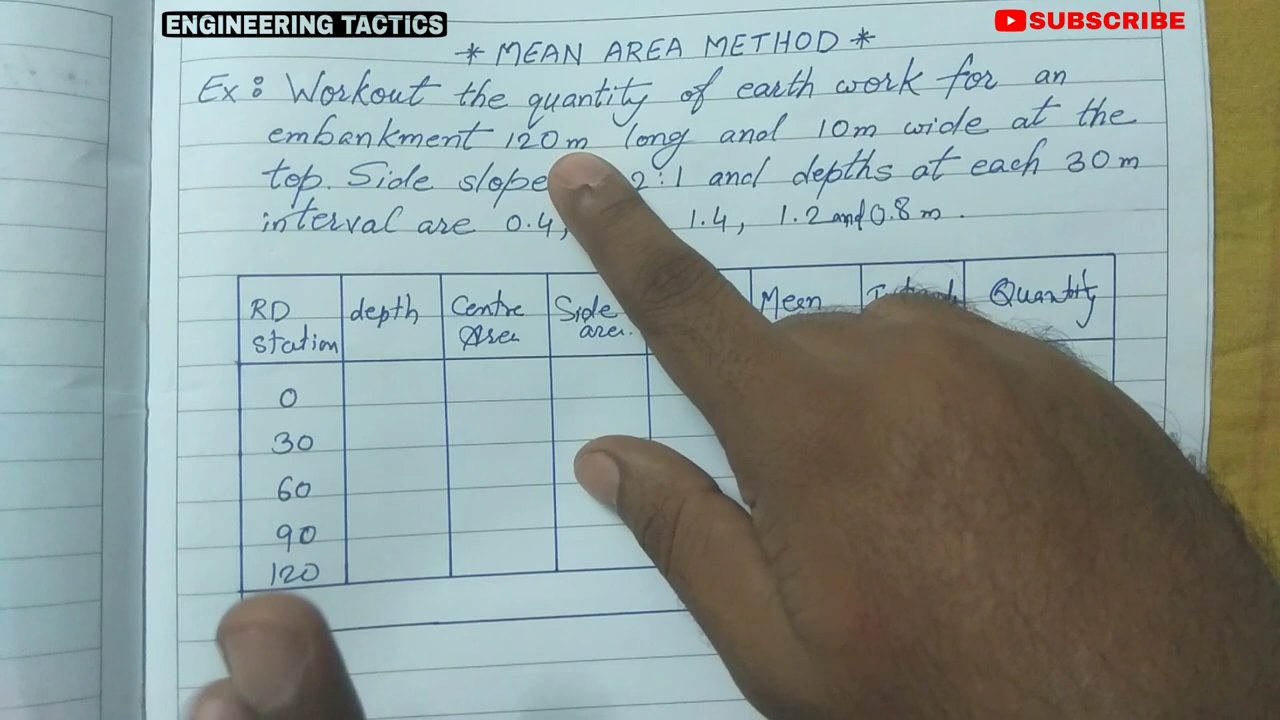 ENGINEERING TACTICS
SUBSCRIBE
* MEAN AREA METHOD *
Ex: Workout the quantity of earth work for an
embankment 120m long and 10m wide at the
top. Side slope 2:1 and depths at each 30m
interval are 0.4, 1.4, 1.2 and 0.8m.
RD station depth Centre Area Side area. Mean Quantity
0
30
60
90
120